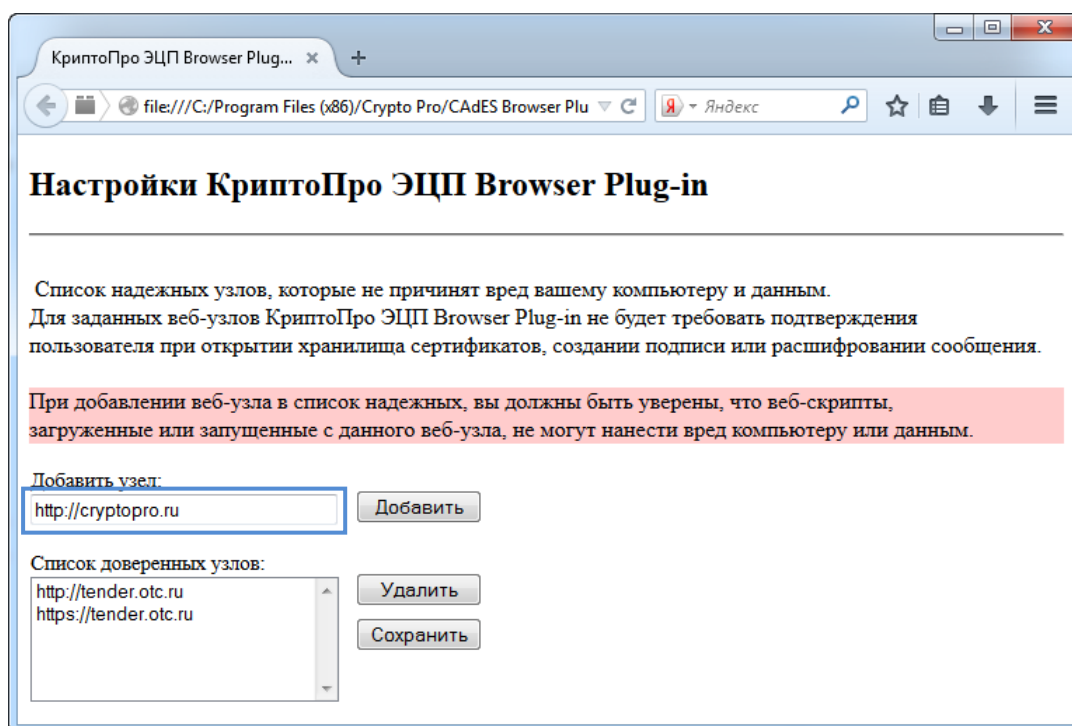 КриптоПро ЭЦП Browser Plug...
file:///C:/Program Files (x86)/Crypto Pro/CAdES Browser Plu
Я Яндекс
Настройки КриптоПро ЭЦП Browser Plug-in
Список надежных узлов, которые не причинят вред вашему компьютеру и данным.
Для заданных веб-узлов КриптоПро ЭЦП Browser Plug-in не будет требовать подтверждения
пользователя при открытии хранилища сертификатов, создании подписи или расшифровании сообщения.
При добавлении веб-узла в список надежных, вы должны быть уверены, что веб-скрипты,
загруженные или запущенные с данного веб-узла, не могут нанести вред компьютеру или данным.
Добавить узел:
http://cryptopro.ru
Добавить
Список доверенных узлов:
http://tender.otc.ru
https://tender.otc.ru
Удалить
Сохранить